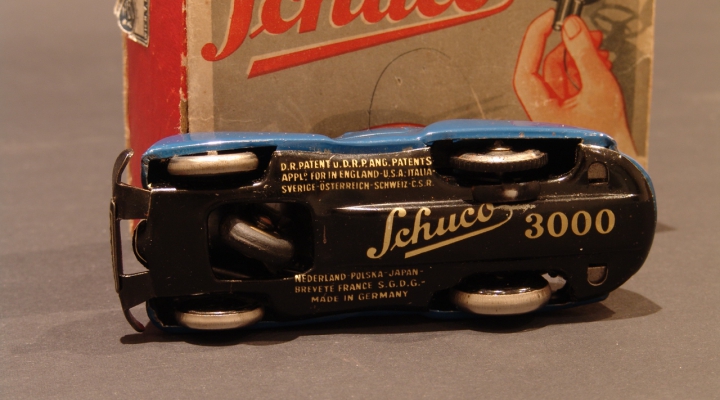 Schuco
D.R.PATENT u. D.R.P. ANG. PATENTS
APPL. FOR IN ENGLAND-U.S.A. ITALIA-
SVERIGE-ÖSTERREICH-SCHWEIZ-C.S.R.
Schuco 3000
NEDERLAND-POLSKA-JAPAN-
BREVETE FRANCE S.G.D.G.-
MADE IN GERMANY